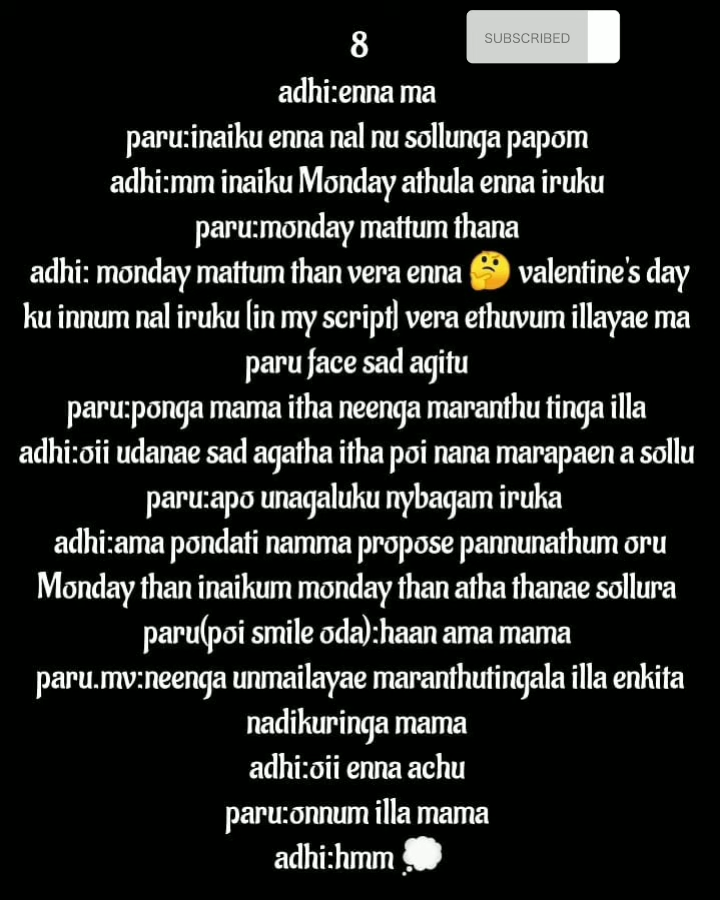 8
SUBSCRIBED
adhi:enna ma
paru:inaiku enna nal nu sollunga papom
adhi:mm inaiku Monday athula enna iruku
paru:monday mattum thana
adhi: monday mattum than vera enna 🤔 valentine's day
ku innum nal iruku (in my script) vera ethuvum illayae ma
paru face sad agitu
paru:ponga mama itha neenga maranthu tinga illa
adhi:oii udanae sad agatha itha poi nana marapaen a sollu
paru:apo unagaluku nybagam iruka
adhi:ama pondati namma propose pannunathum oru
Monday than inaikum monday than atha thanae sollura
paru(poi smile oda):haan ama mama
paru.mv:neenga unmailayae maranthutingala illa enkita
nadikuringa mama
adhi:oii enna achu
paru:onnum illa mama
adhi:hmm 💭